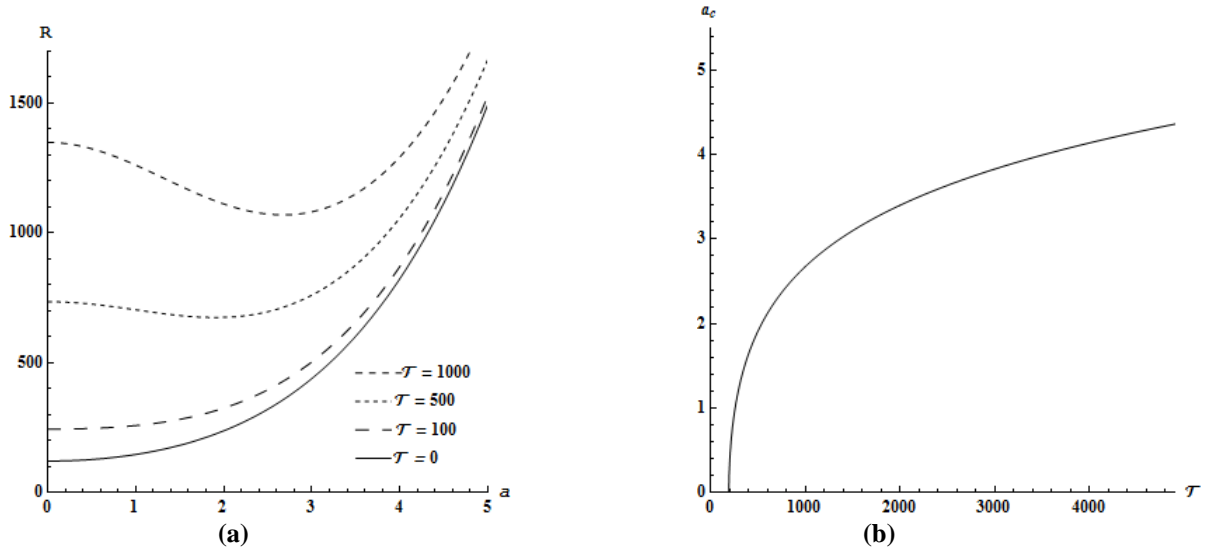 R
1500
1000
500
0
0 1 2 3 4 5 a
𝒯 = 1000
𝒯 = 500
𝒯 = 100
𝒯 = 0
(a)
a_c
5
4
3
2
1
0
0 1000 2000 3000 4000 𝒯
(b)